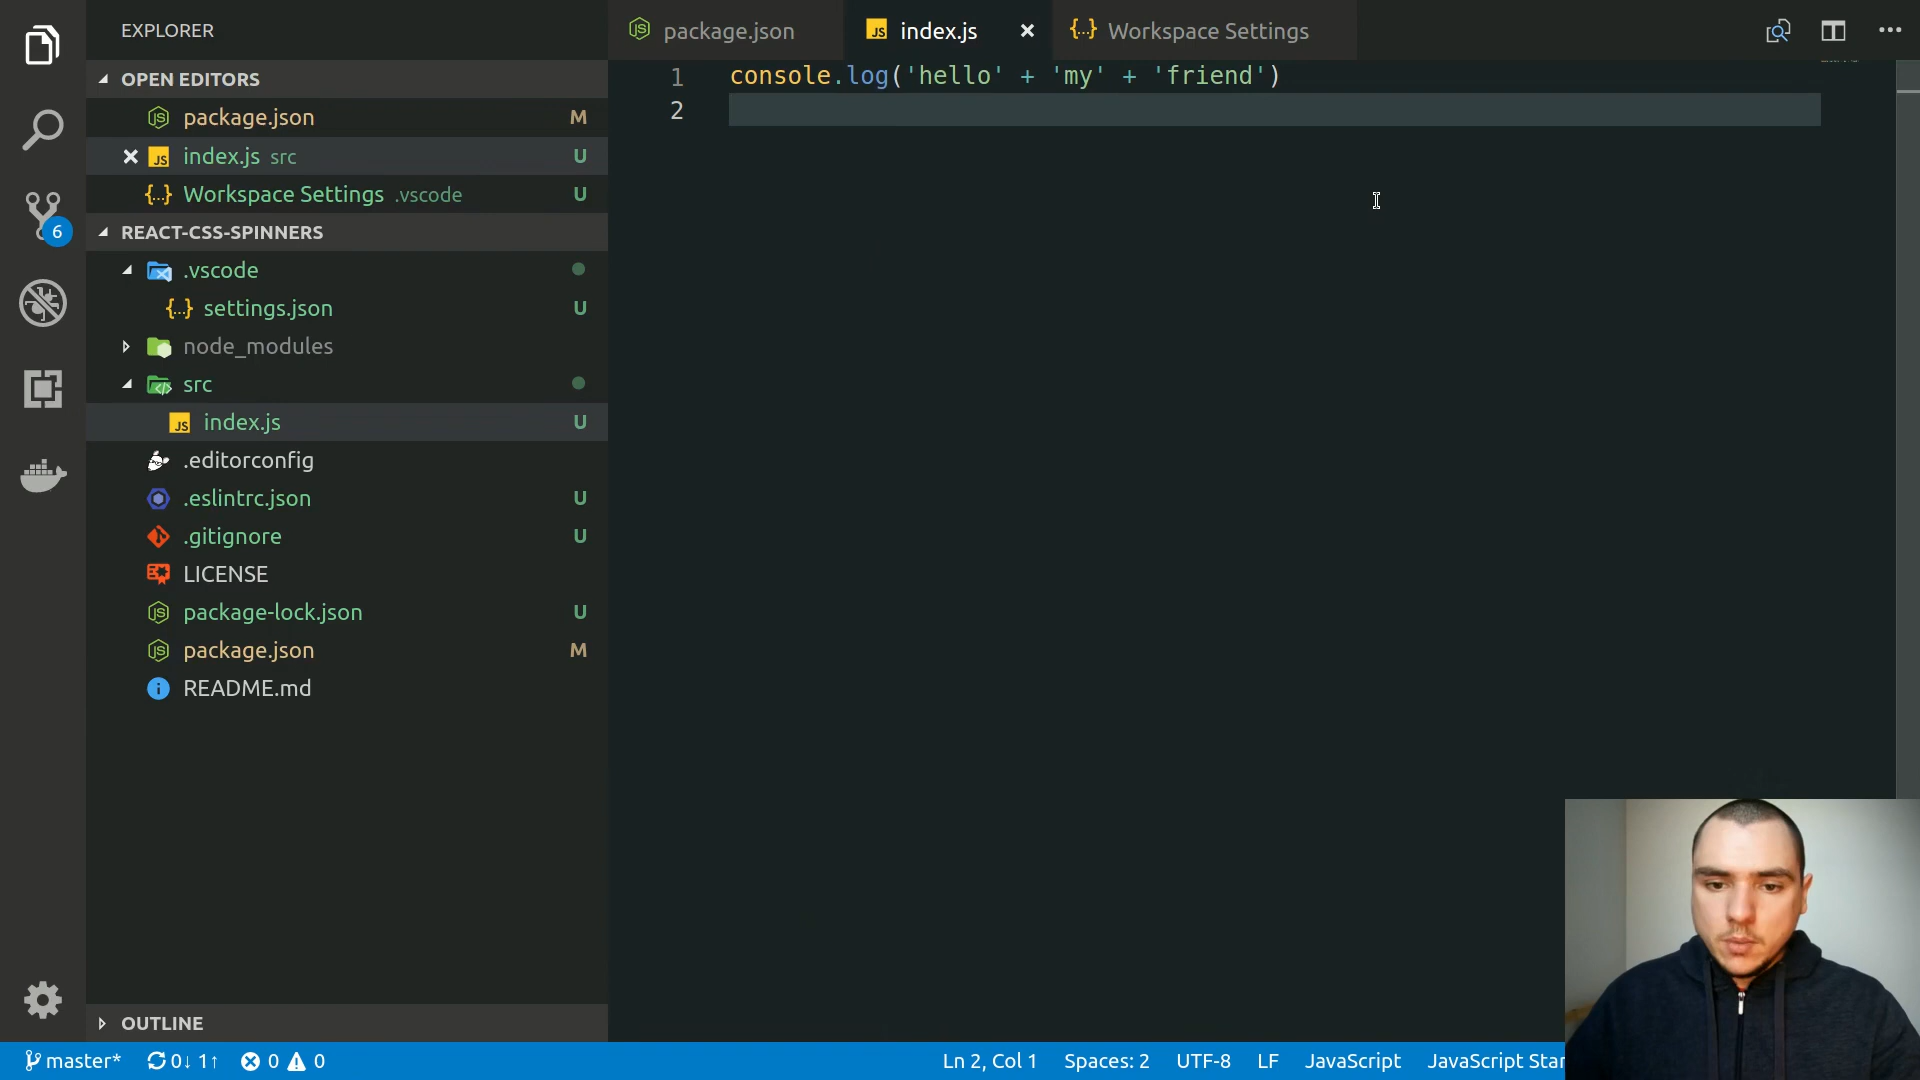 EXPLORER
OPEN EDITORS
package.json M
index.js src U
Workspace Settings .vscode U
REACT-CSS-SPINNERS
.vscode
settings.json U
node_modules
src
index.js U
.editorconfig
.eslintrc.json U
.gitignore U
LICENSE
package-lock.json U
package.json M
README.md
OUTLINE
6
package.json
JS index.js
Workspace Settings
1 console.log('hello' + 'my' + 'friend')
2
master* 0↓ 1↑ 0 0
Ln 2, Col 1 Spaces: 2 UTF-8 LF JavaScript JavaScript Star